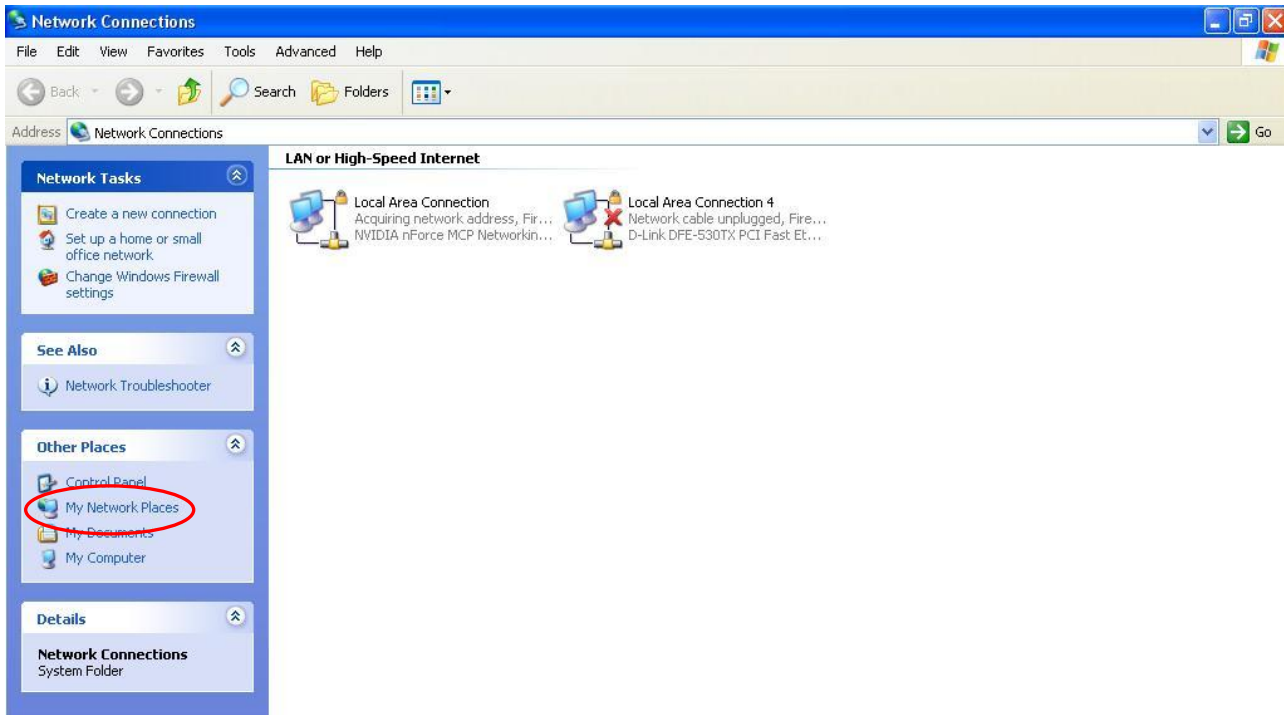 Network Connections
File Edit View Favorites Tools Advanced Help
Back Search Folders
Address Network Connections Go
Network Tasks
Create a new connection
Set up a home or small
office network
Change Windows Firewall
settings
See Also
Network Troubleshooter
Other Places
Control Panel
My Network Places
My Documents
My Computer
Details
Network Connections
System Folder
LAN or High-Speed Internet
Local Area Connection
Acquiring network address, Fir...
NVIDIA nForce MCP Networkin...
Local Area Connection 4
Network cable unplugged, Fire...
D-Link DFE-530TX PCI Fast Et...